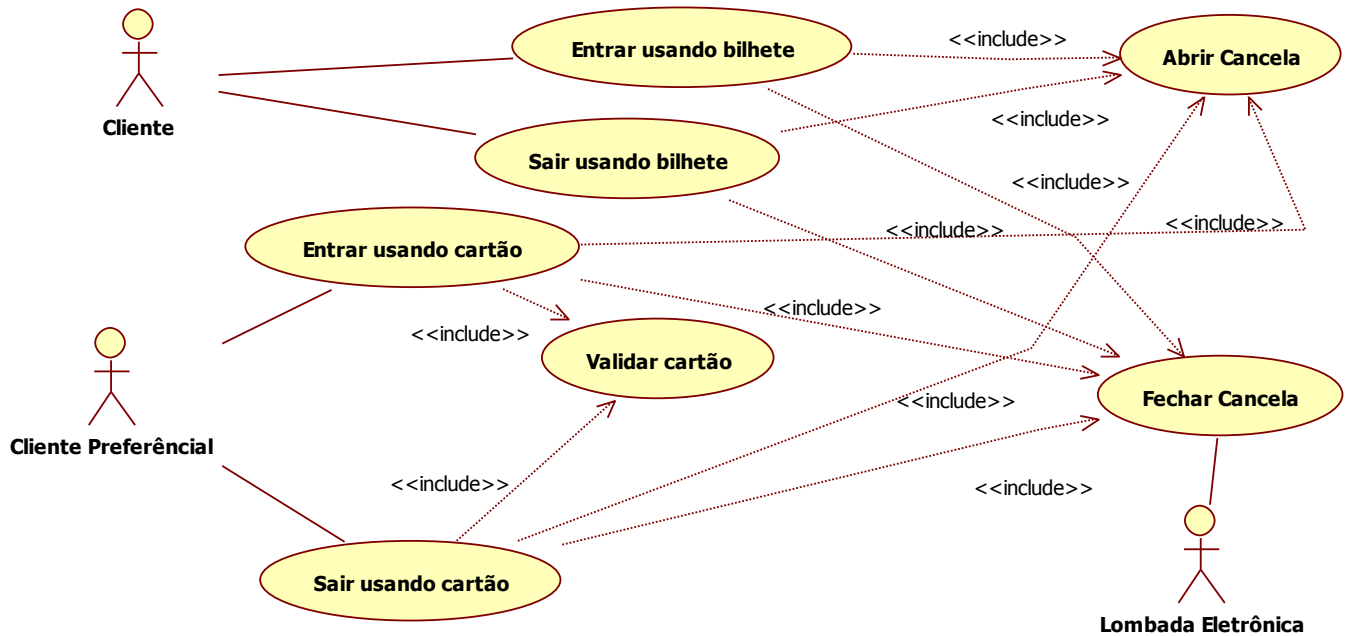 Entrar usando bilhete
<<include>>
Abrir Cancela
Cliente
<<include>>
Sair usando bilhete
<<include>>
<<include>>
<<include>>
Entrar usando cartão
<<include>>
<<include>>
Validar cartão
Fechar Cancela
<<include>>
Cliente Preferêncial
<<include>>
<<include>>
Sair usando cartão
Lombada Eletrônica